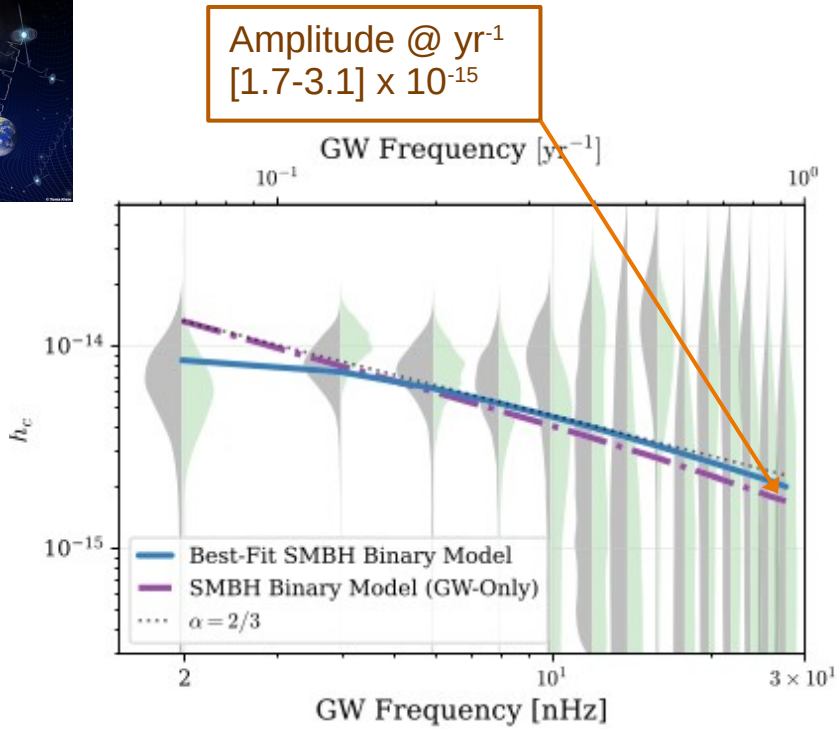 Amplitude @ yr⁻¹
[1.7-3.1] x 10⁻¹⁵
GW Frequency [yr⁻¹]
10⁻¹ 10⁰
10⁻¹⁴
h_c
10⁻¹⁵
Best-Fit SMBH Binary Model
SMBH Binary Model (GW-Only)
α = 2/3
2 10¹ 3 × 10¹
GW Frequency [nHz]